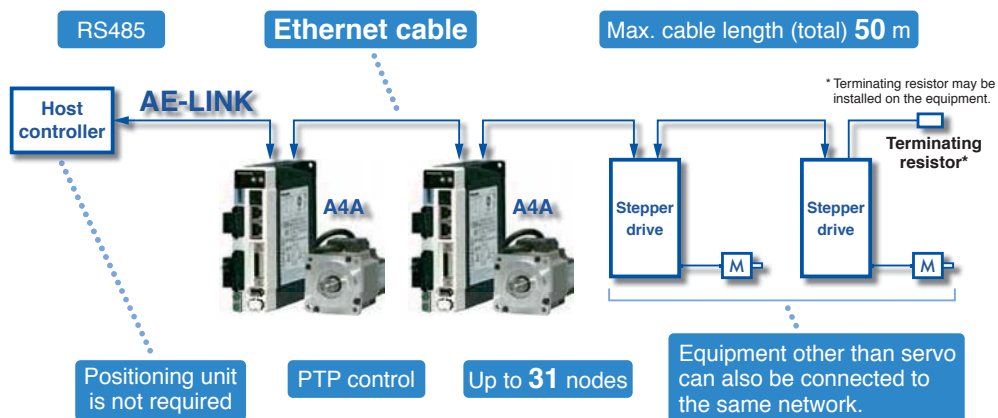 RS485
Ethernet cable
Max. cable length (total) 50 m
* Terminating resistor may be
installed on the equipment.
Host
controller
AE-LINK
Terminating
resistor*
A4A
A4A
Stepper
drive
Stepper
drive
M
M
Positioning unit
is not required
PTP control
Up to 31 nodes
Equipment other than servo
can also be connected to
the same network.